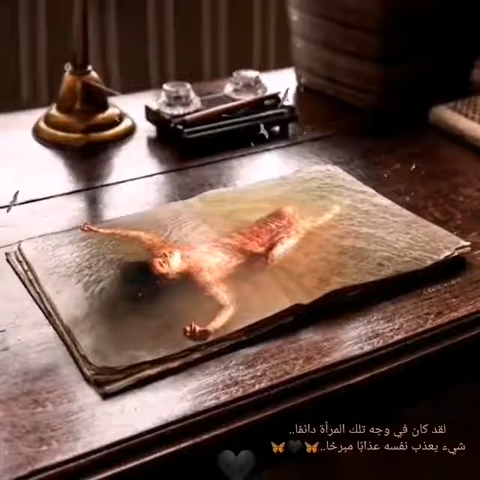 لقد كان في وجه تلك المرأة دائمًا..
شيء يعذب نفسه عذابًا مبرحًا..🦋🖤🦋